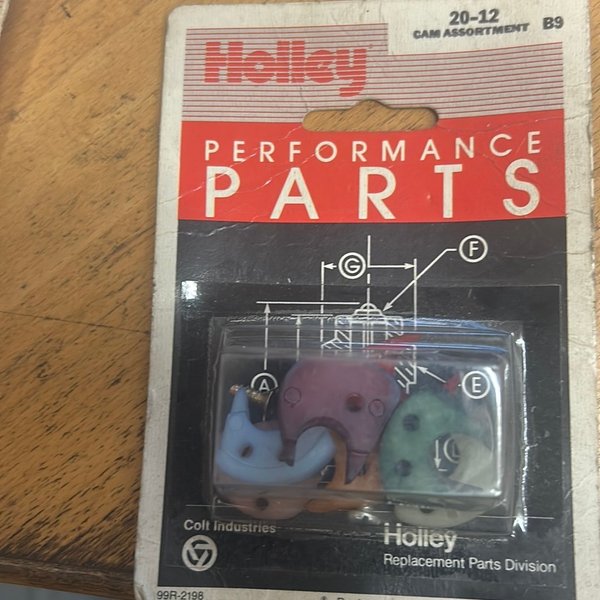 20-12
CAM ASSORTMENT B9
Holley
PERFORMANCE
PARTS
F
G
A
E
Colt Industries
Holley
Replacement Parts Division
99R-2198